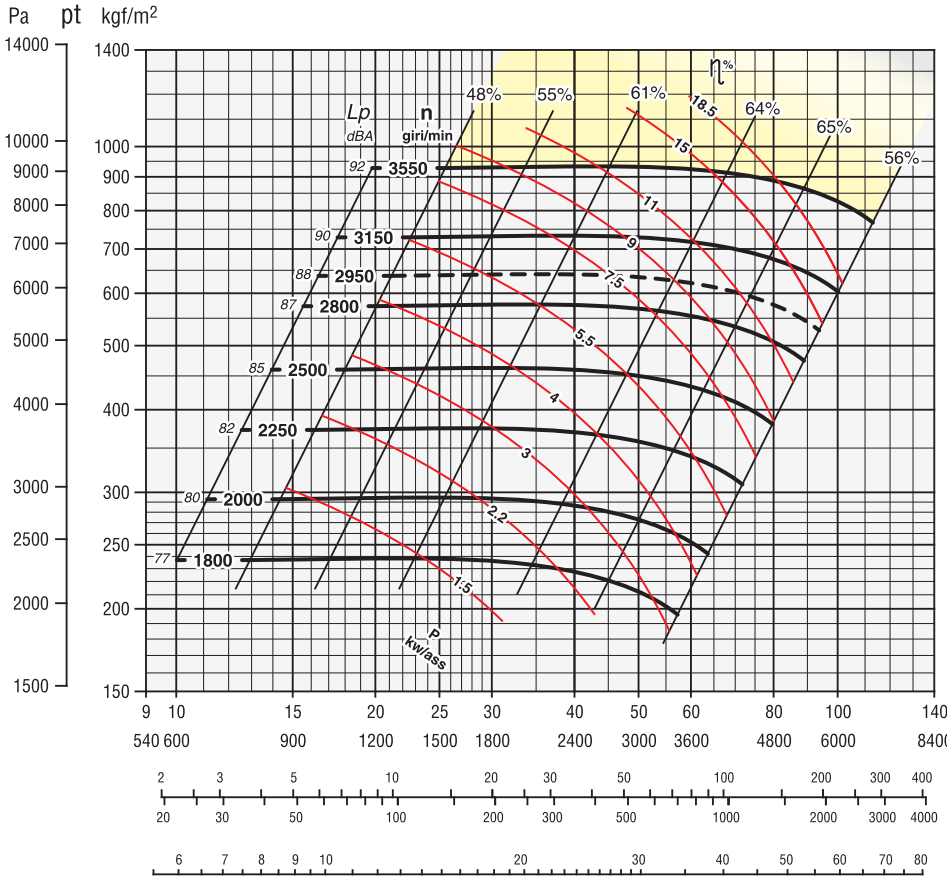 Pa pt kgf/m²
14000 1400
η%
48% 55% 61% 18.5 64%
Lp n 15 65%
dBA giri/min
10000 1000 56%
92 3550
9000 900
8000 800 11
90 3150 9
7000 700
88 2950 7.5
6000 600
87 2800
5000 500 5.5
85 2500
4000 400 4
82 2250
3 
3000 300
80 2000
2.2
2500 250
77 1800
1.5
2000 200
P
kw/ass
1500 150
9 10 15 20 25 30 40 50 60 80 100 140
540 600 900 1200 1500 1800 2400 3000 3600 4800 6000 8400
2 3 5 10 20 30 50 100 200 300 400
20 30 50 100 200 300 500 1000 2000 3000 4000
6 7 8 9 10 20 30 40 50 60 70 80